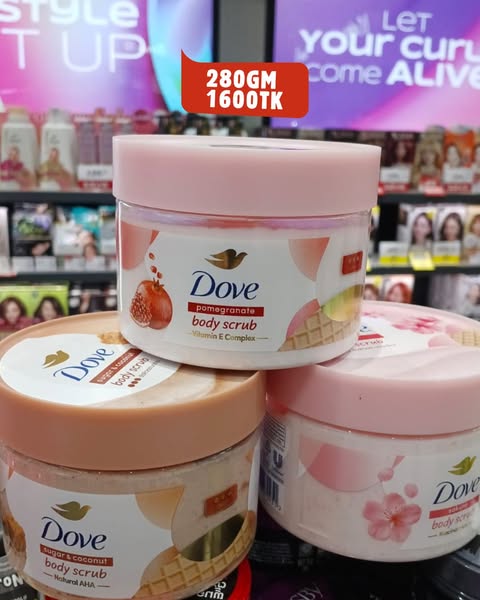 STYLE
T UP
LET
Your curl
come ALIVE
280GM
1600TK
Dove
pomegranate
body scrub
Vitamin E Complex
Dove
sugar & coconut
body scrub
Dove
sugar & coconut
body scrub
Natural AHA
Dove
body scrub